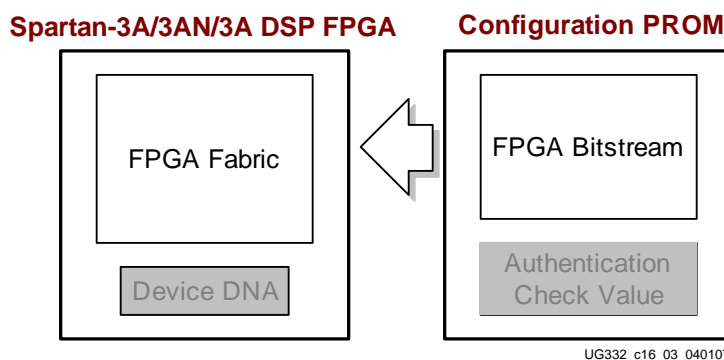 Spartan-3A/3AN/3A DSP FPGA
Configuration PROM
FPGA Fabric
FPGA Bitstream
Device DNA
Authentication
Check Value